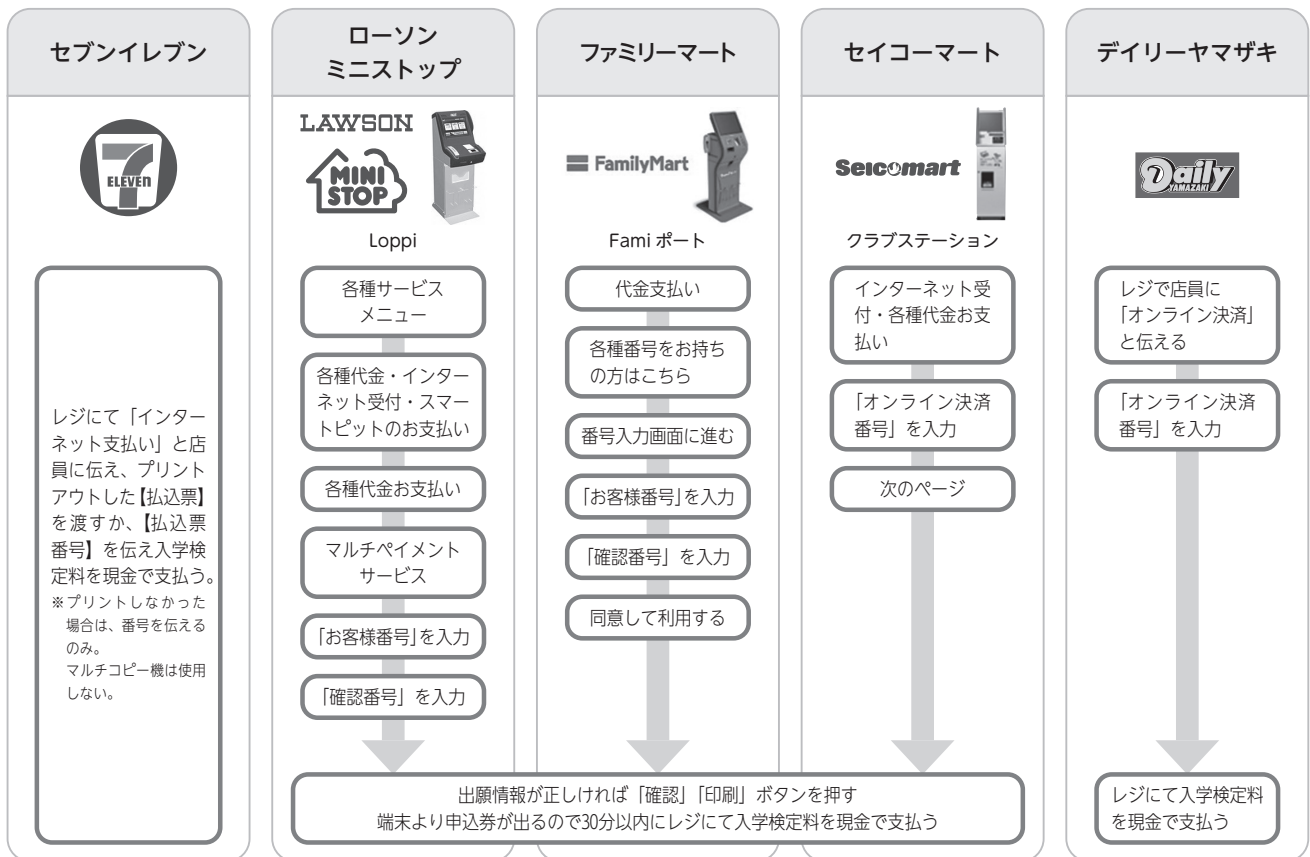 セブンイレブン
7
ELEVEN
レジにて「インター
ネット支払い」と店
員に伝え、プリント
アウトした【払込票】
を渡すか、【払込票
番号】を伝え入学検
定料を現金で支払う。
※プリントしなかった
場合は、番号を伝える
のみ。
マルチコピー機は使用
しない。
ローソン
ミニストップ
LAWSON
MINI
STOP
Loppi
各種サービス
メニュー
各種代金・インター
ネット受付・スマー
トピットのお支払い
各種代金お支払い
マルチペイメント
サービス
「お客様番号」を入力
「確認番号」を入力
ファミリーマート
FamilyMart
Fami ポート
代金支払い
各種番号をお持ち
の方はこちら
番号入力画面に進む
「お客様番号」を入力
「確認番号」を入力
同意して利用する
セイコーマート
Seicomart
クラブステーション
インターネット受
付・各種代金お支
払い
「オンライン決済
番号」を入力
次のページ
出願情報が正しければ「確認」「印刷」ボタンを押す
端末より申込券が出るので30分以内にレジにて入学検定料を現金で支払う
デイリーヤマザキ
Daily
YAMAZAKI
レジで店員に
「オンライン決済」
と伝える
「オンライン決済
番号」を入力
レジにて入学検定料
を現金で支払う